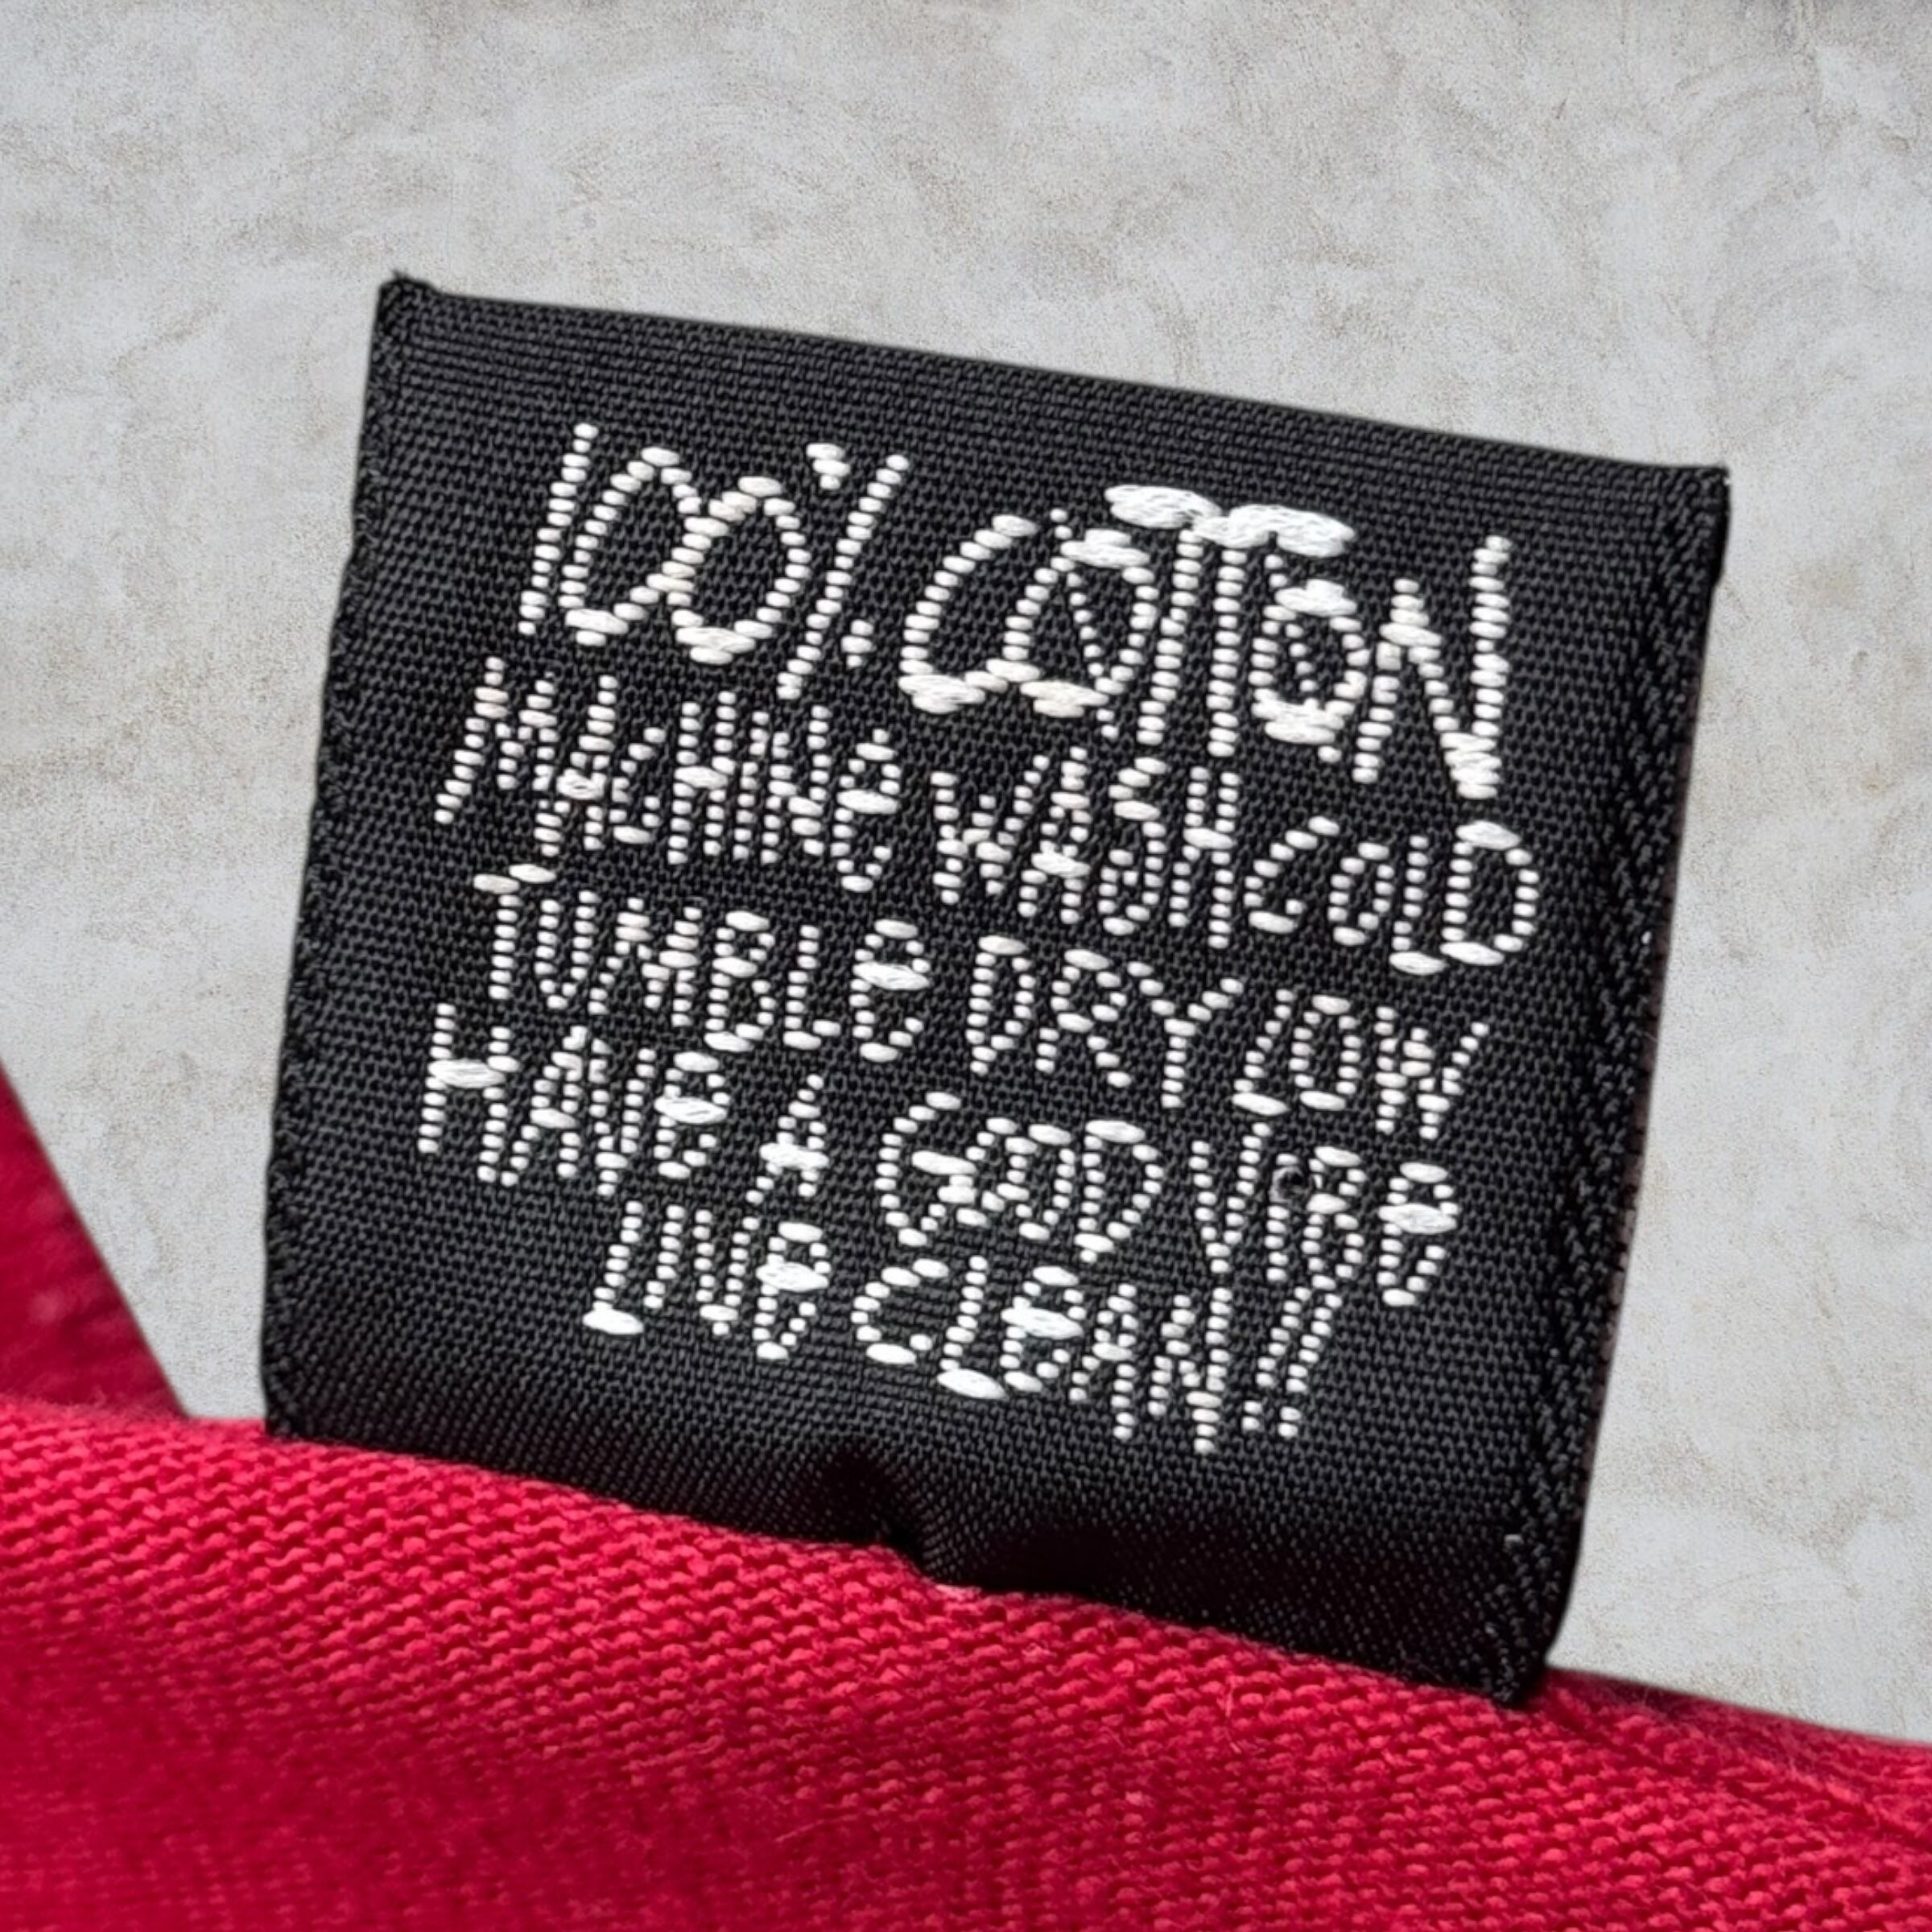 100% COTTON
MACHINE WASH COLD
TUMBLE DRY LOW
HAVE A GOOD VIBE
LIVE CLEAN!!